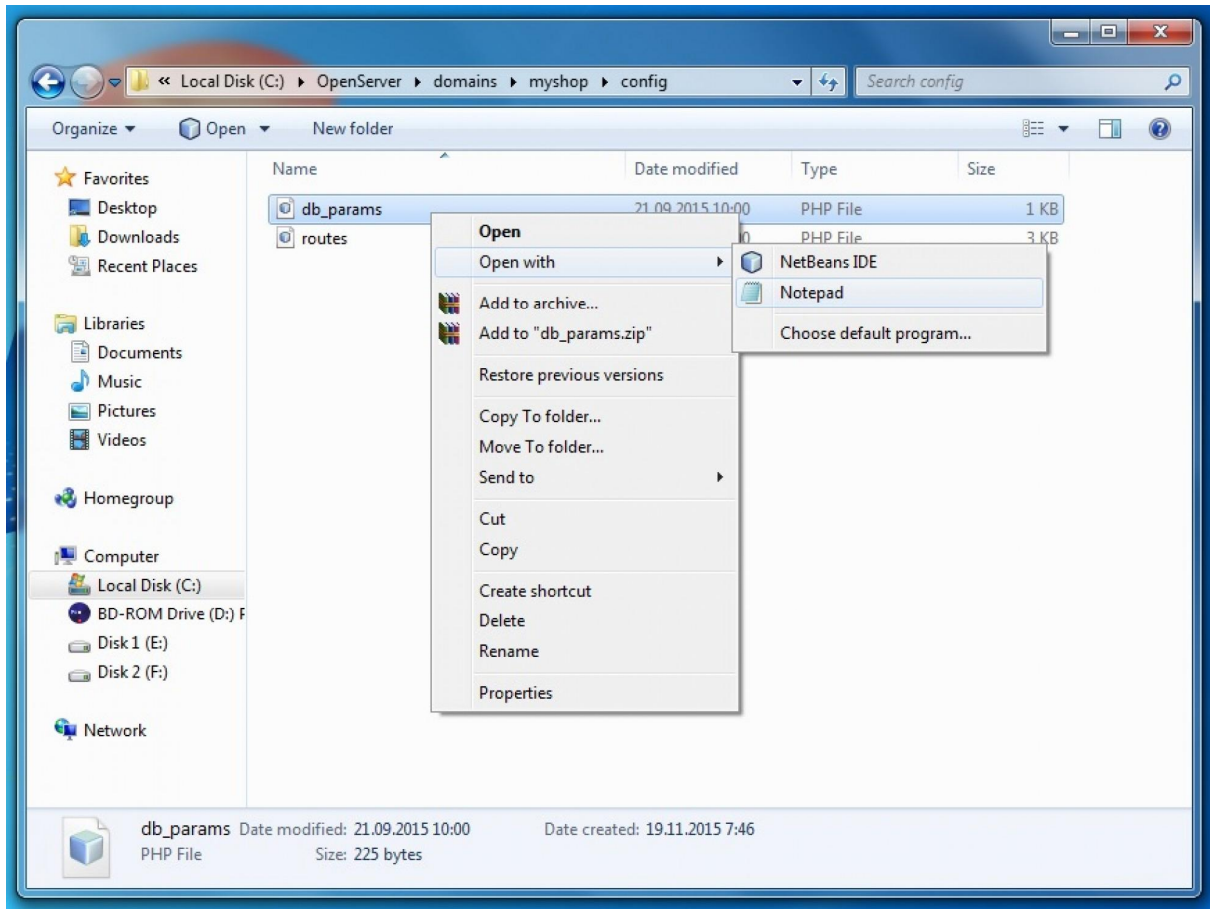 « Local Disk (C:) OpenServer domains myshop config
Search config
Organize Open New folder
Name Date modified Type Size
db_params 21.09.2015 10:00 PHP File 1 KB
routes 0 PHP File 3 KB
Favorites
Desktop
Downloads
Recent Places
Libraries
Documents
Music
Pictures
Videos
Homegroup
Computer
Local Disk (C:)
BD-ROM Drive (D:) F
Disk 1 (E:)
Disk 2 (F:)
Network
Open
Open with
Add to archive...
Add to "db_params.zip"
Restore previous versions
Copy To folder...
Move To folder...
Send to
Cut
Copy
Create shortcut
Delete
Rename
Properties
NetBeans IDE
Notepad
Choose default program...
db_params Date modified: 21.09.2015 10:00 Date created: 19.11.2015 7:46
PHP File Size: 225 bytes